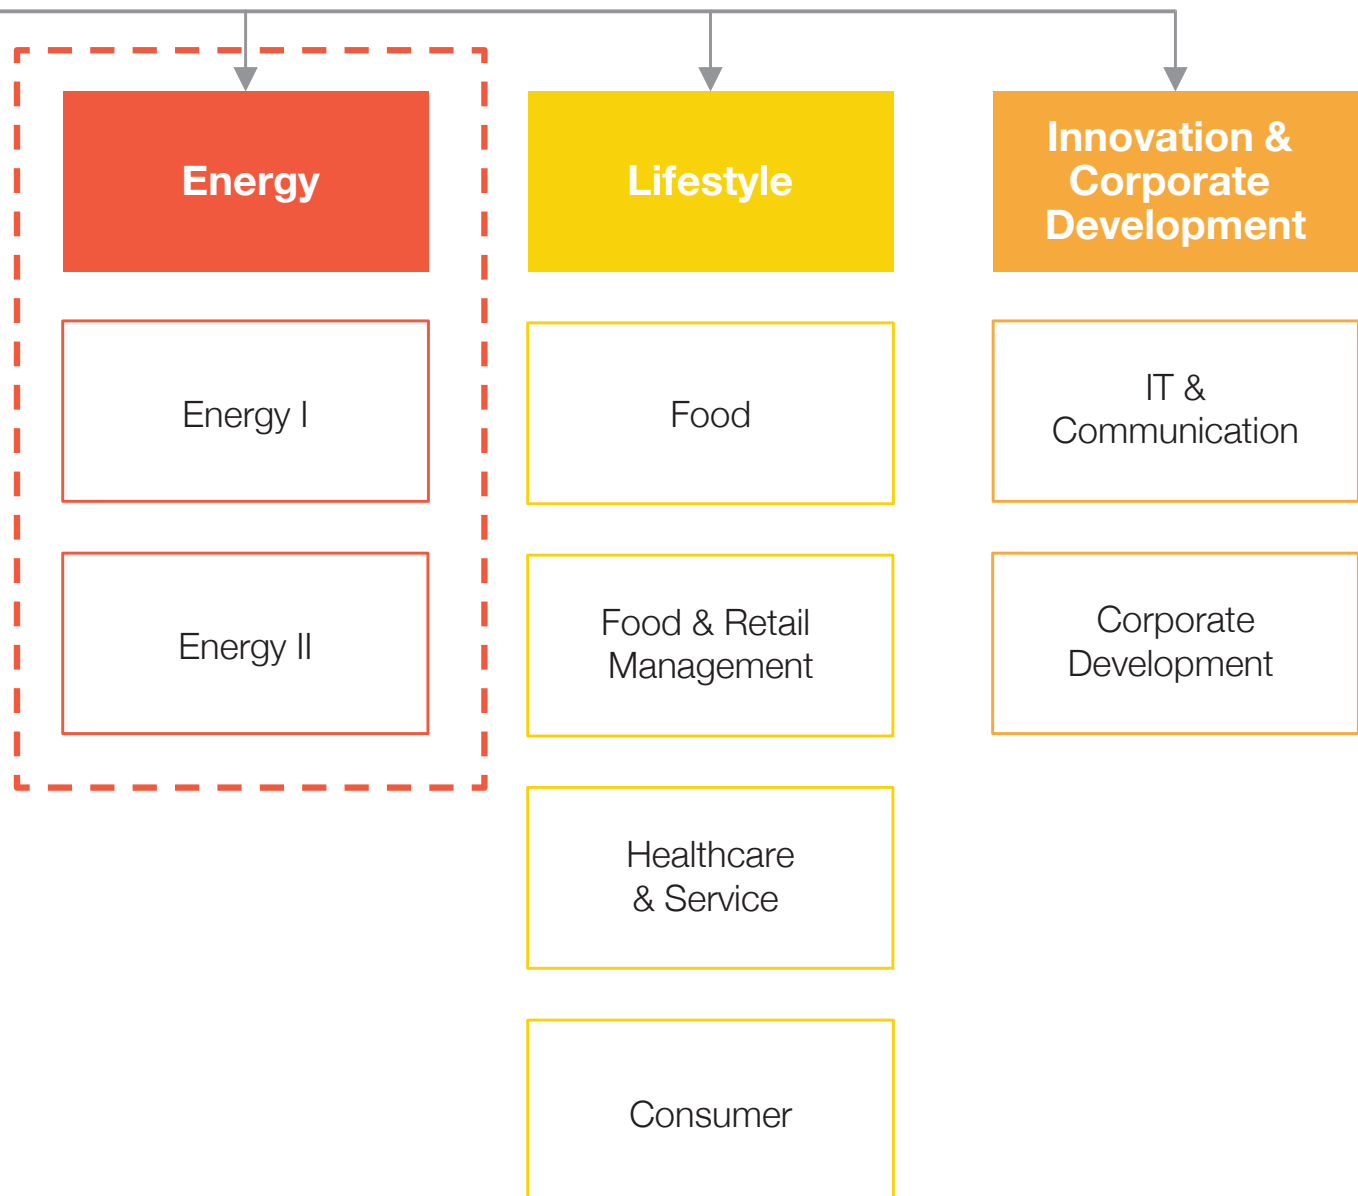 Energy
Energy I
Energy II
Lifestyle
Food
Food & Retail
Management
Healthcare
& Service
Consumer
Innovation &
Corporate
Development
IT &
Communication
Corporate
Development